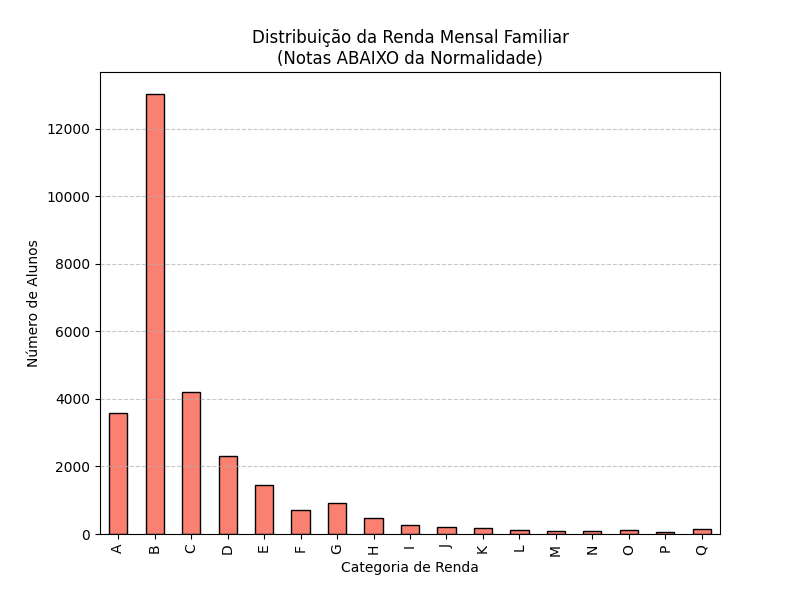 Distribuição da Renda Mensal Familiar
(Notas ABAIXO da Normalidade)
Número de Alunos
12000
10000
8000
6000
4000
2000
0
A B C D E F G H I J K L M N O P Q
Categoria de Renda